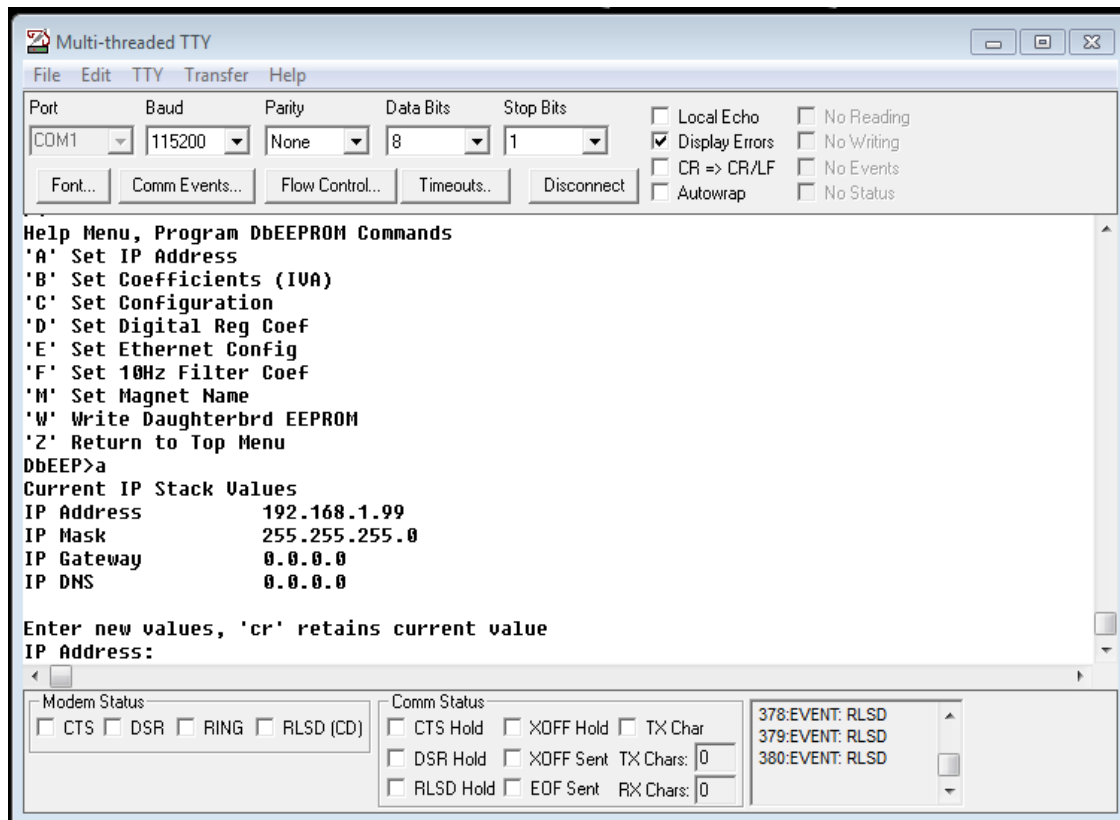 Multi-threaded TTY
File Edit TTY Transfer Help
Port Baud Parity Data Bits Stop Bits
COM1 115200 None 8 1
Local Echo No Reading
Display Errors No Writing
CR => CR/LF No Events
Autowrap No Status
Font... Comm Events... Flow Control... Timeouts.. Disconnect
Help Menu, Program DbEEPROM Commands
'A' Set IP Address
'B' Set Coefficients (IVA)
'C' Set Configuration
'D' Set Digital Reg Coef
'E' Set Ethernet Config
'F' Set 10Hz Filter Coef
'M' Set Magnet Name
'W' Write Daughterbrd EEPROM
'Z' Return to Top Menu
DbEEP>a
Current IP Stack Values
IP Address 192.168.1.99
IP Mask 255.255.255.0
IP Gateway 0.0.0.0
IP DNS 0.0.0.0
Enter new values, 'cr' retains current value
IP Address:
Modem Status
CTS DSR RING RLSD (CD)
Comm Status
CTS Hold XOFF Hold TX Char
DSR Hold XOFF Sent TX Chars: 0
RLSD Hold EOF Sent RX Chars: 0
378:EVENT: RLSD
379:EVENT: RLSD
380:EVENT: RLSD